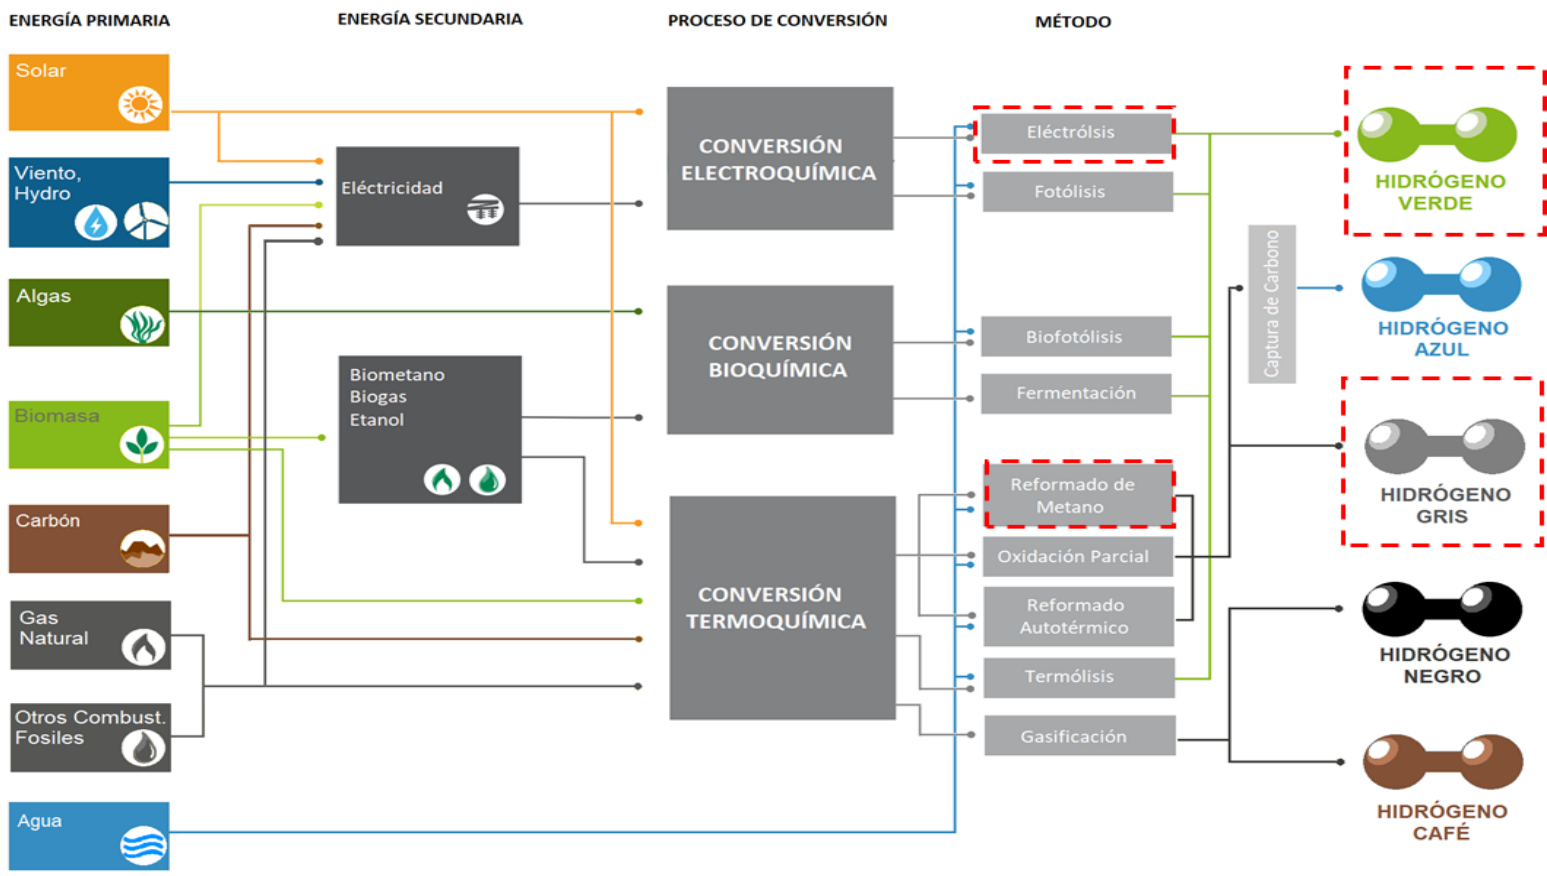 ENERGÍA PRIMARIA
ENERGÍA SECUNDARIA
PROCESO DE CONVERSIÓN
MÉTODO
Solar
Viento,
Hydro
Algas
Biomasa
Carbón
Gas
Natural
Otros Combust.
Fosiles
Agua
Eléctricidad
Biometano
Biogas
Etanol
CONVERSIÓN
ELECTROQUÍMICA
CONVERSIÓN
BIOQUÍMICA
CONVERSIÓN
TERMOQUÍMICA
Eléctrólsis
Fotólisis
Biofotólisis
Fermentación
Reformado de
Metano
Oxidación Parcial
Reformado
Autotérmico
Termólisis
Gasificación
Captura de Carbono
HIDRÓGENO
VERDE
HIDRÓGENO
AZUL
HIDRÓGENO
GRIS
HIDRÓGENO
NEGRO
HIDRÓGENO
CAFÉ